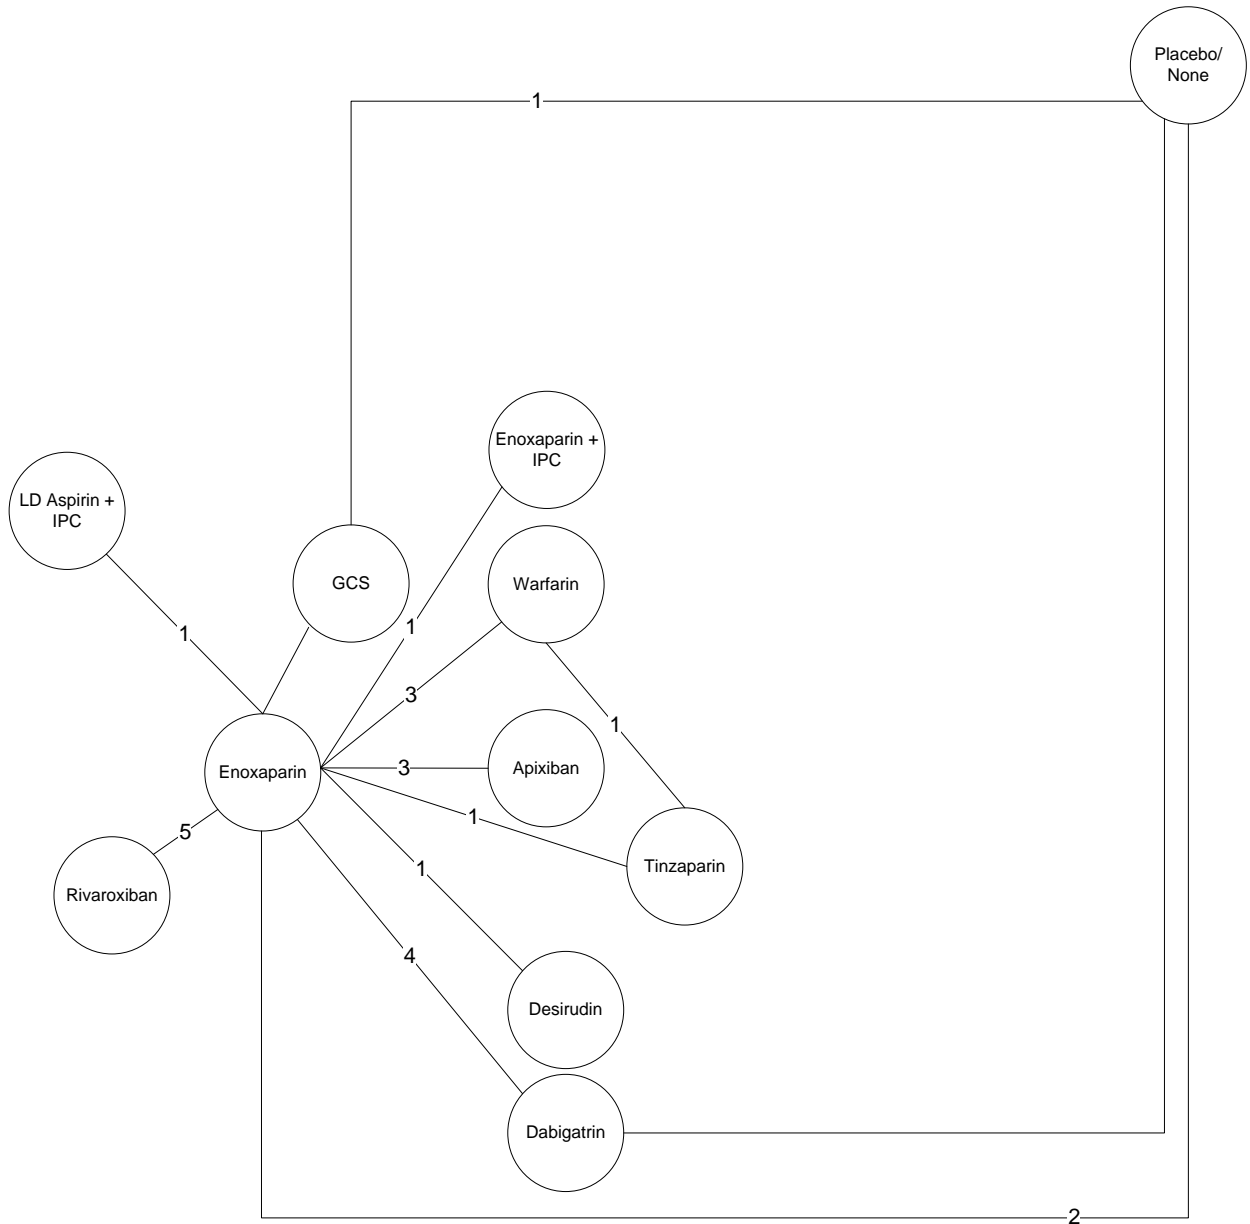 Placebo/
None
1
Enoxaparin +
IPC
LD Aspirin +
IPC
GCS
Warfarin
1
1
3
1
Enoxaparin
3
Apixiban
1
5
Tinzaparin
1
Rivaroxiban
4
Desirudin
Dabigatrin
2